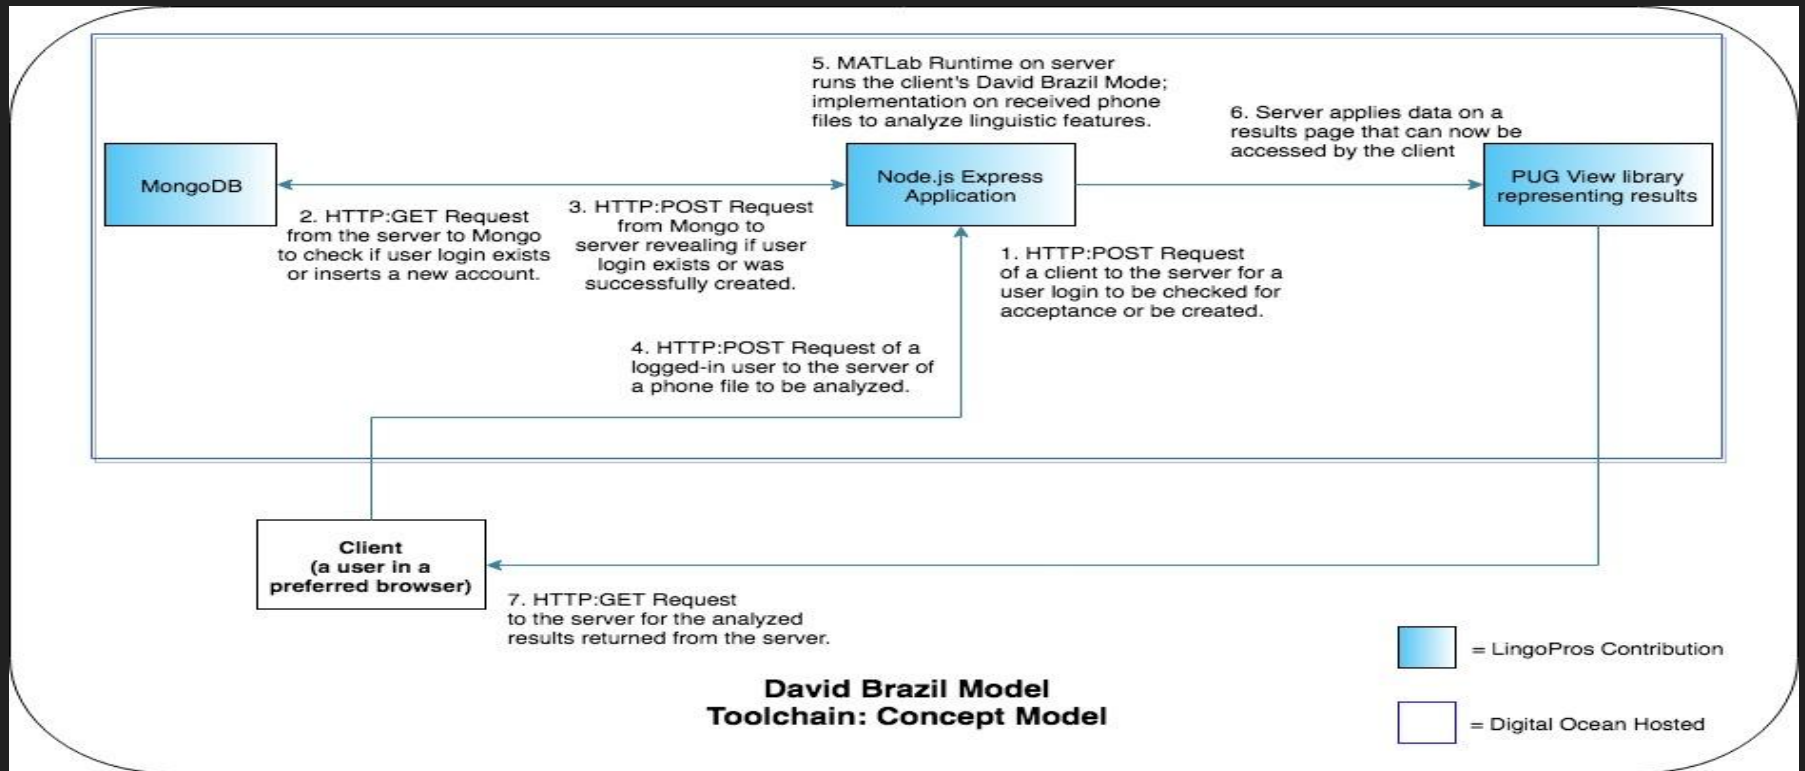 5. MATLab Runtime on server
runs the client's David Brazil Mode;
implementation on received phone
files to analyze linguistic features.
6. Server applies data on a
results page that can now be
accessed by the client
MongoDB
Node.js Express
Application
PUG View library
representing results
2. HTTP:GET Request
from the server to Mongo
to check if user login exists
or inserts a new account.
3. HTTP:POST Request
from Mongo to
server revealing if user
login exists or was
successfully created.
1. HTTP:POST Request
of a client to the server for a
user login to be checked for
acceptance or be created.
4. HTTP:POST Request of a
logged-in user to the server of
a phone file to be analyzed.
Client
(a user in a
preferred browser)
7. HTTP:GET Request
to the server for the analyzed
results returned from the server.
= LingoPros Contribution
= Digital Ocean Hosted
David Brazil Model
Toolchain: Concept Model